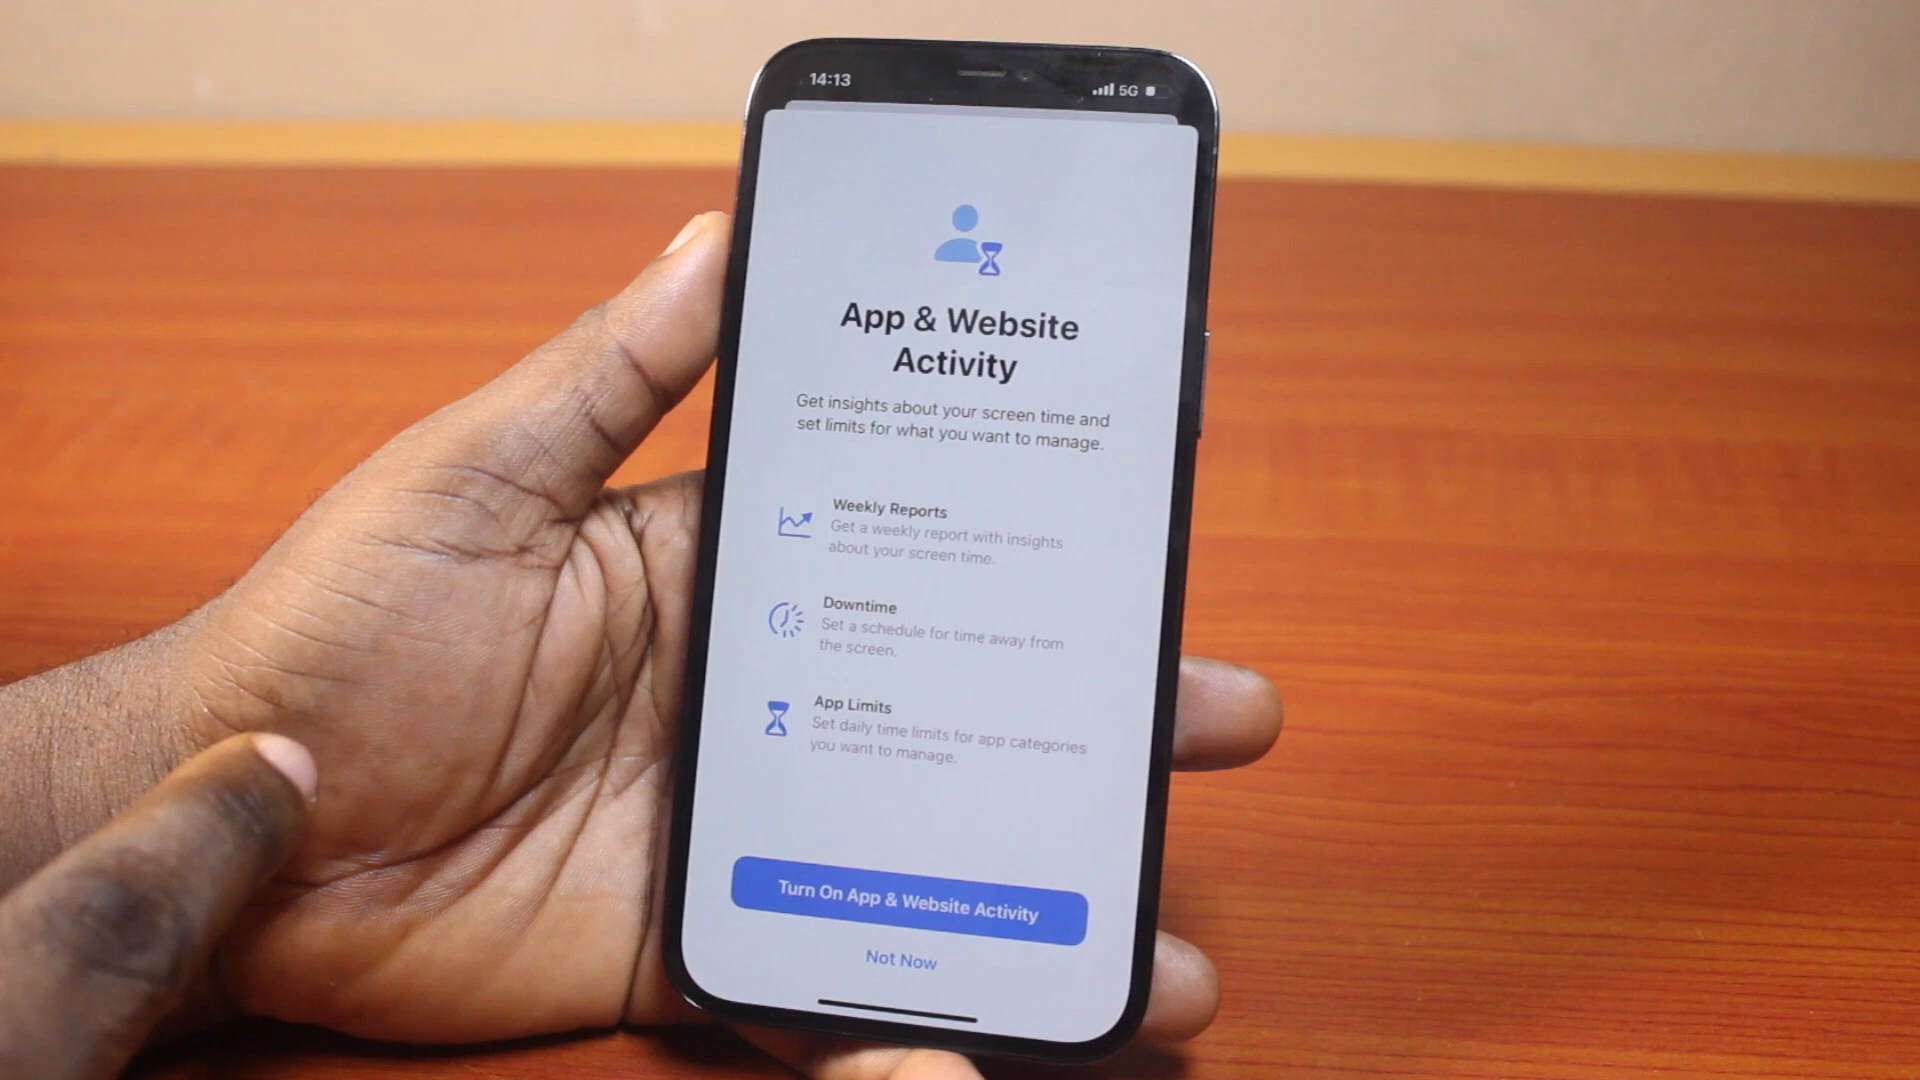 14:13
5G
App & Website
Activity
Get insights about your screen time and
set limits for what you want to manage.
Weekly Reports
Get a weekly report with insights
about your screen time.
Downtime
Set a schedule for time away from
the screen.
App Limits
Set daily time limits for app categories
you want to manage.
Turn On App & Website Activity
Not Now